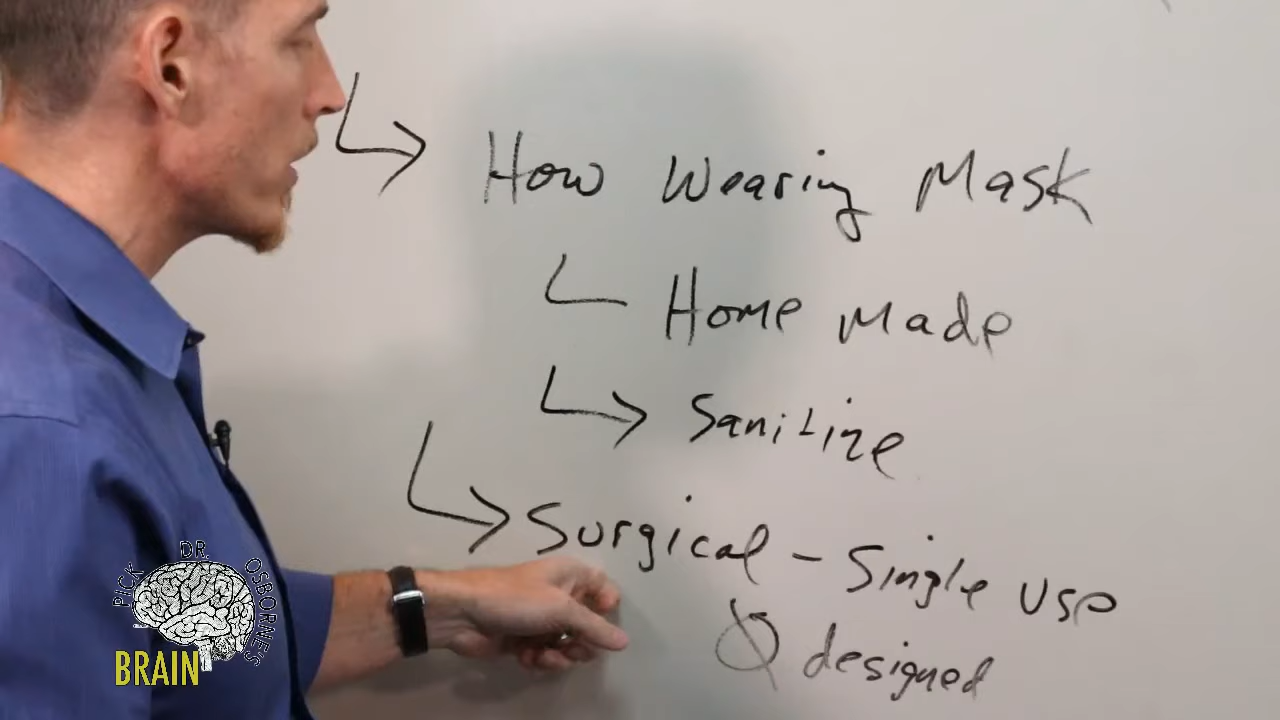 How Wearing Mask
Home Made
Sanitize
Surgical - Single Use
Ø designed
PICK DR. OSBORNE'S
BRAIN